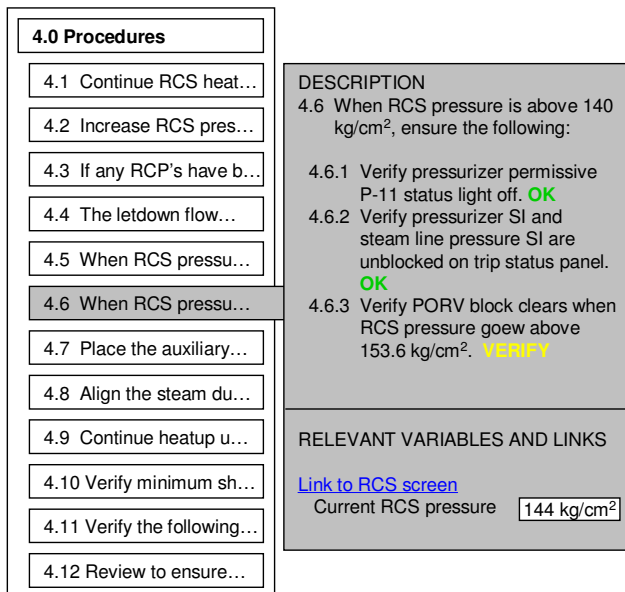 4.0 Procedures
4.1 Continue RCS heat…
4.2 Increase RCS pres…
4.3 If any RCP's have b…
4.4 The letdown flow…
4.5 When RCS pressu…
4.6 When RCS pressu…
4.7 Place the auxiliary…
4.8 Align the steam du…
4.9 Continue heatup u…
4.10 Verify minimum sh…
4.11 Verify the following…
4.12 Review to ensure…
DESCRIPTION
4.6 When RCS pressure is above 140
kg/cm², ensure the following:
4.6.1 Verify pressurizer permissive
P-11 status light off. OK
4.6.2 Verify pressurizer SI and
steam line pressure SI are
unblocked on trip status panel.
OK
4.6.3 Verify PORV block clears when
RCS pressure goew above
153.6 kg/cm². VERIFY
RELEVANT VARIABLES AND LINKS
Link to RCS screen
Current RCS pressure 144 kg/cm²